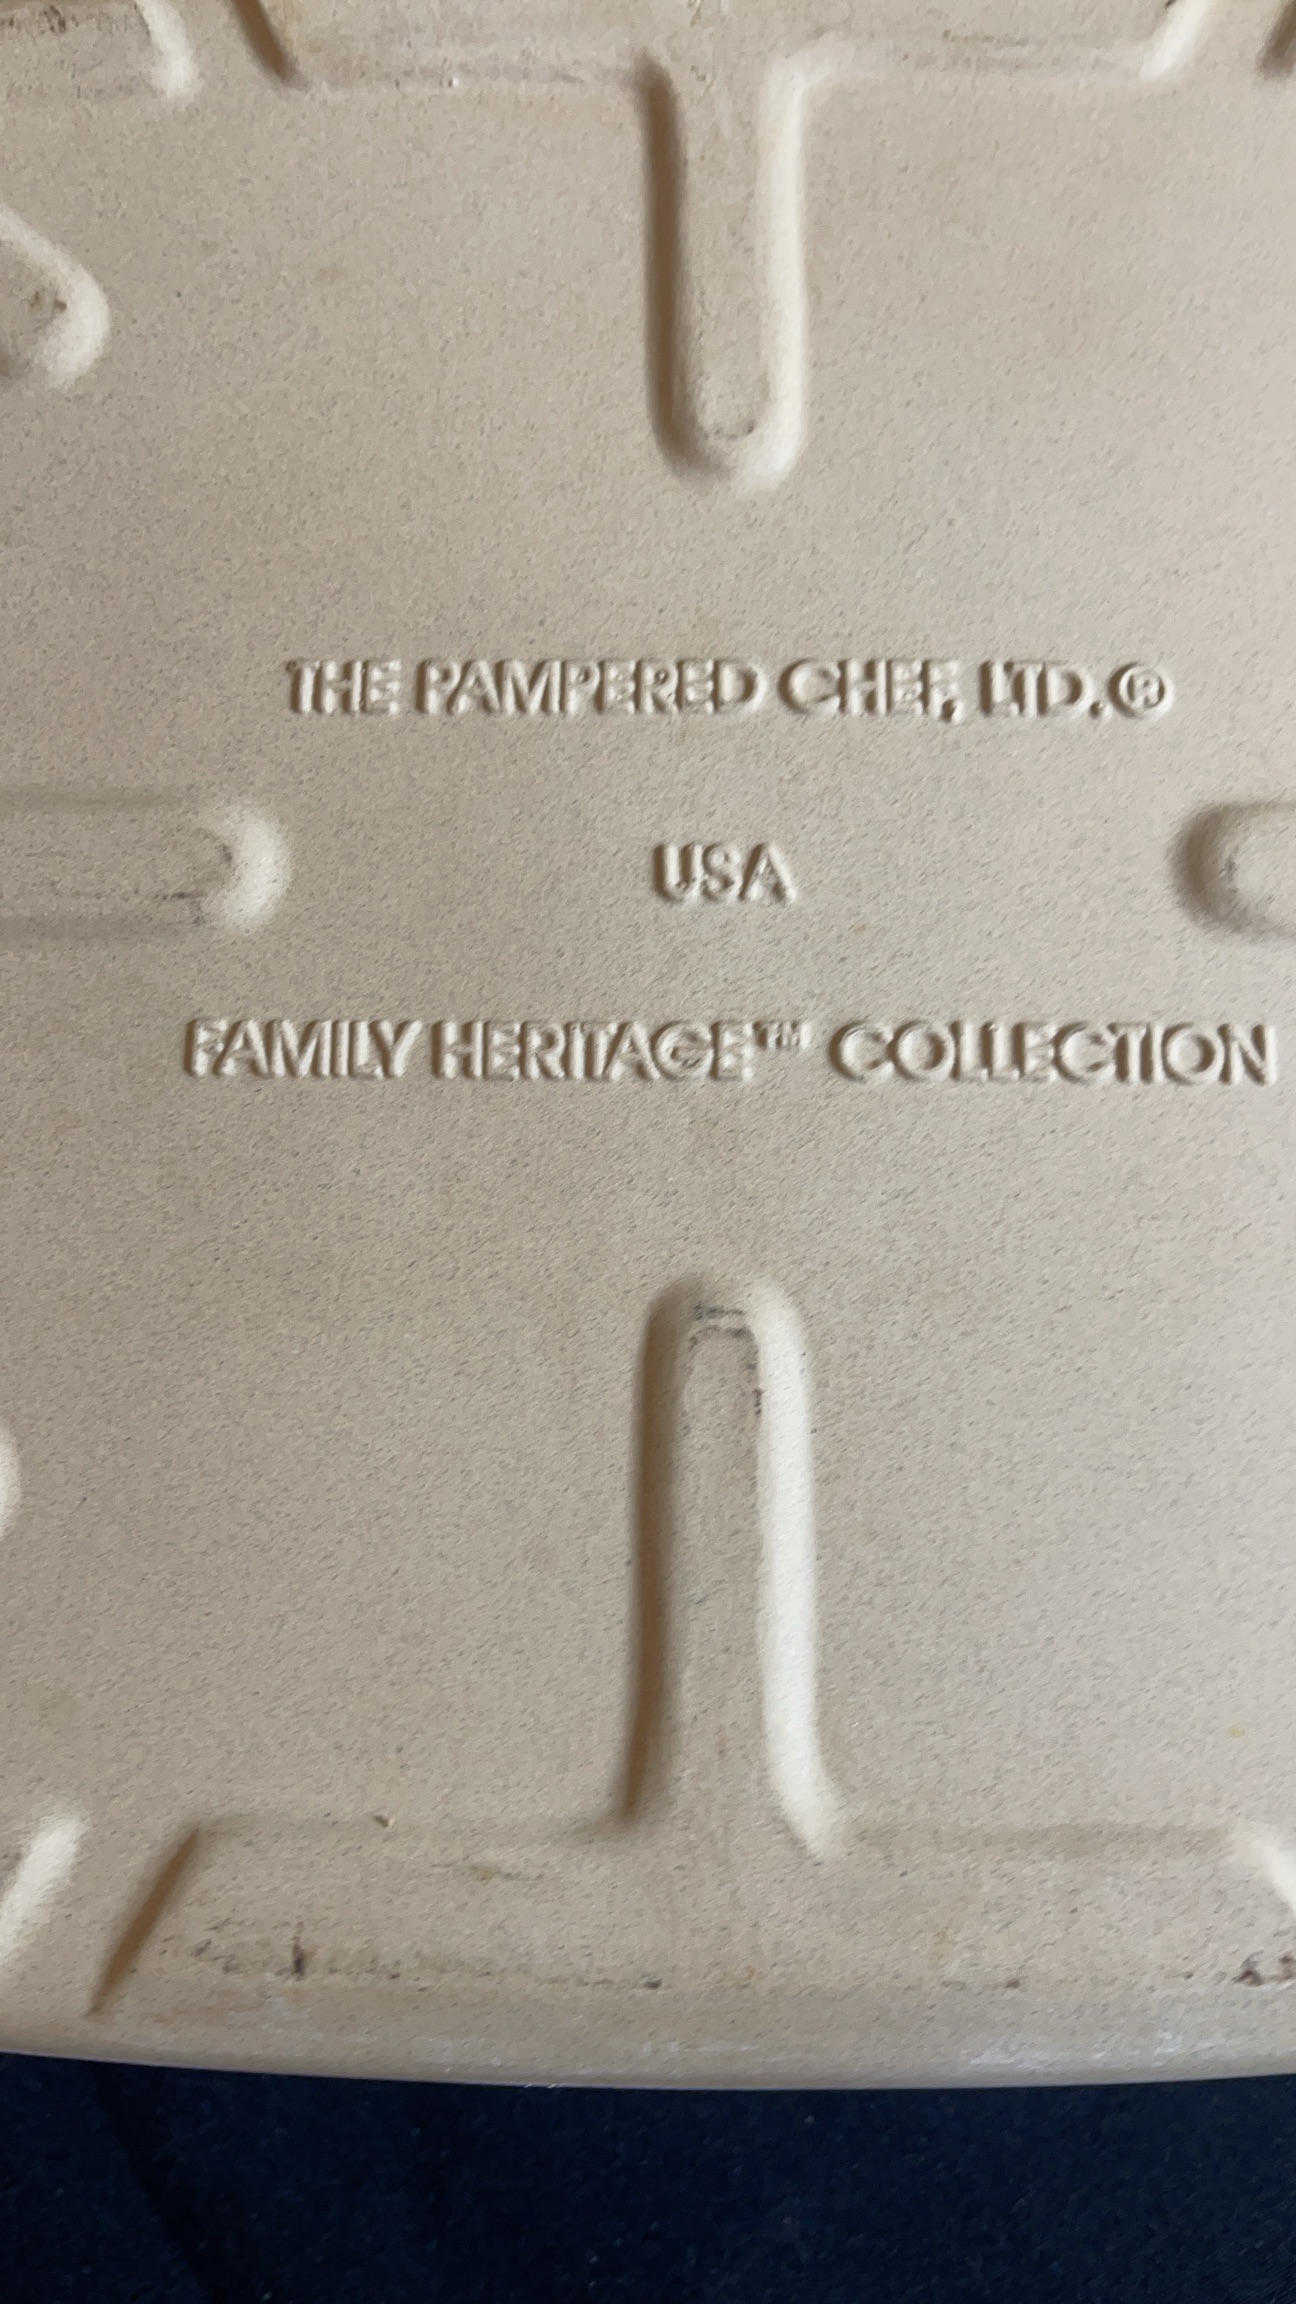 THE PAMPERED CHEF, LTD.®
USA
FAMILY HERITAGE™ COLLECTION